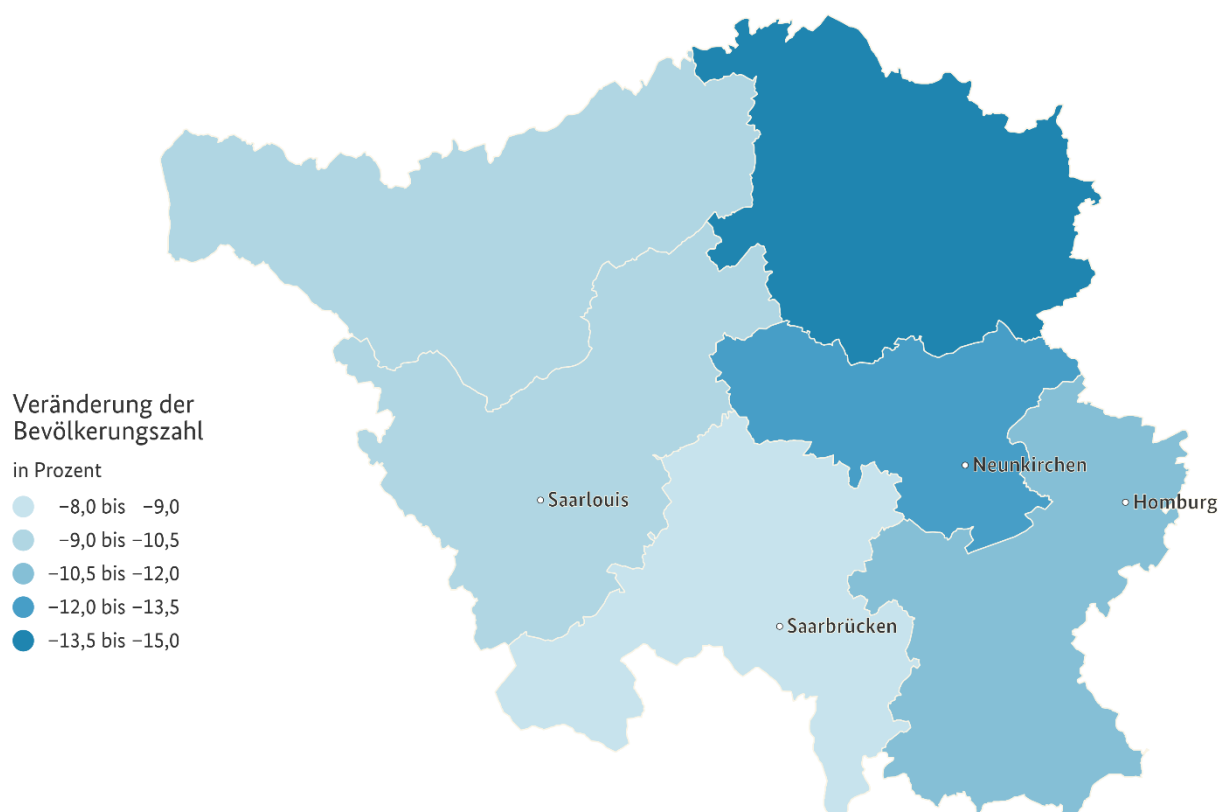 Veränderung der
Bevölkerungszahl
in Prozent
−8,0 bis −9,0
−9,0 bis −10,5
−10,5 bis −12,0
−12,0 bis −13,5
−13,5 bis −15,0
Neunkirchen
Saarlouis
Homburg
Saarbrücken